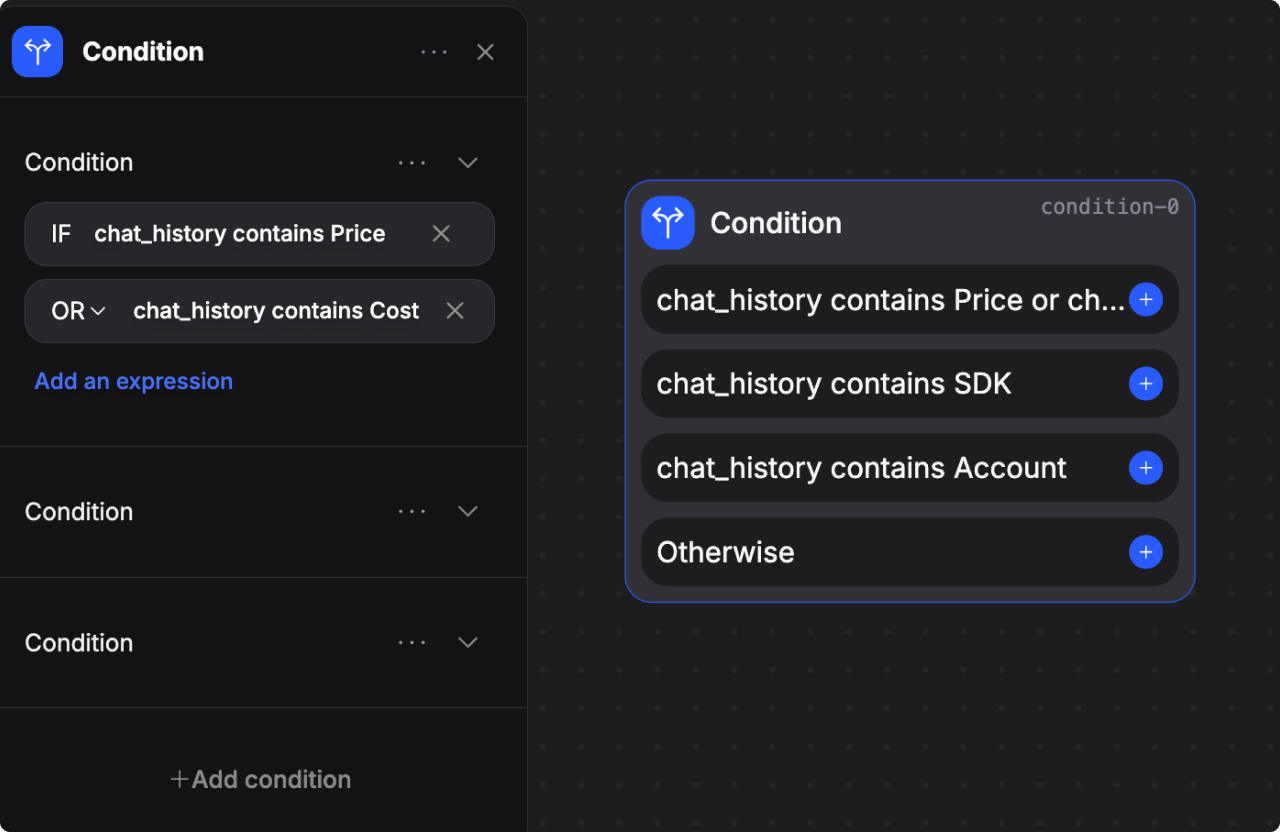 Condition
Condition
IF chat_history contains Price
OR chat_history contains Cost
Add an expression
Condition
Condition
+Add condition
condition-0
Condition
chat_history contains Price or ch...
chat_history contains SDK
chat_history contains Account
Otherwise